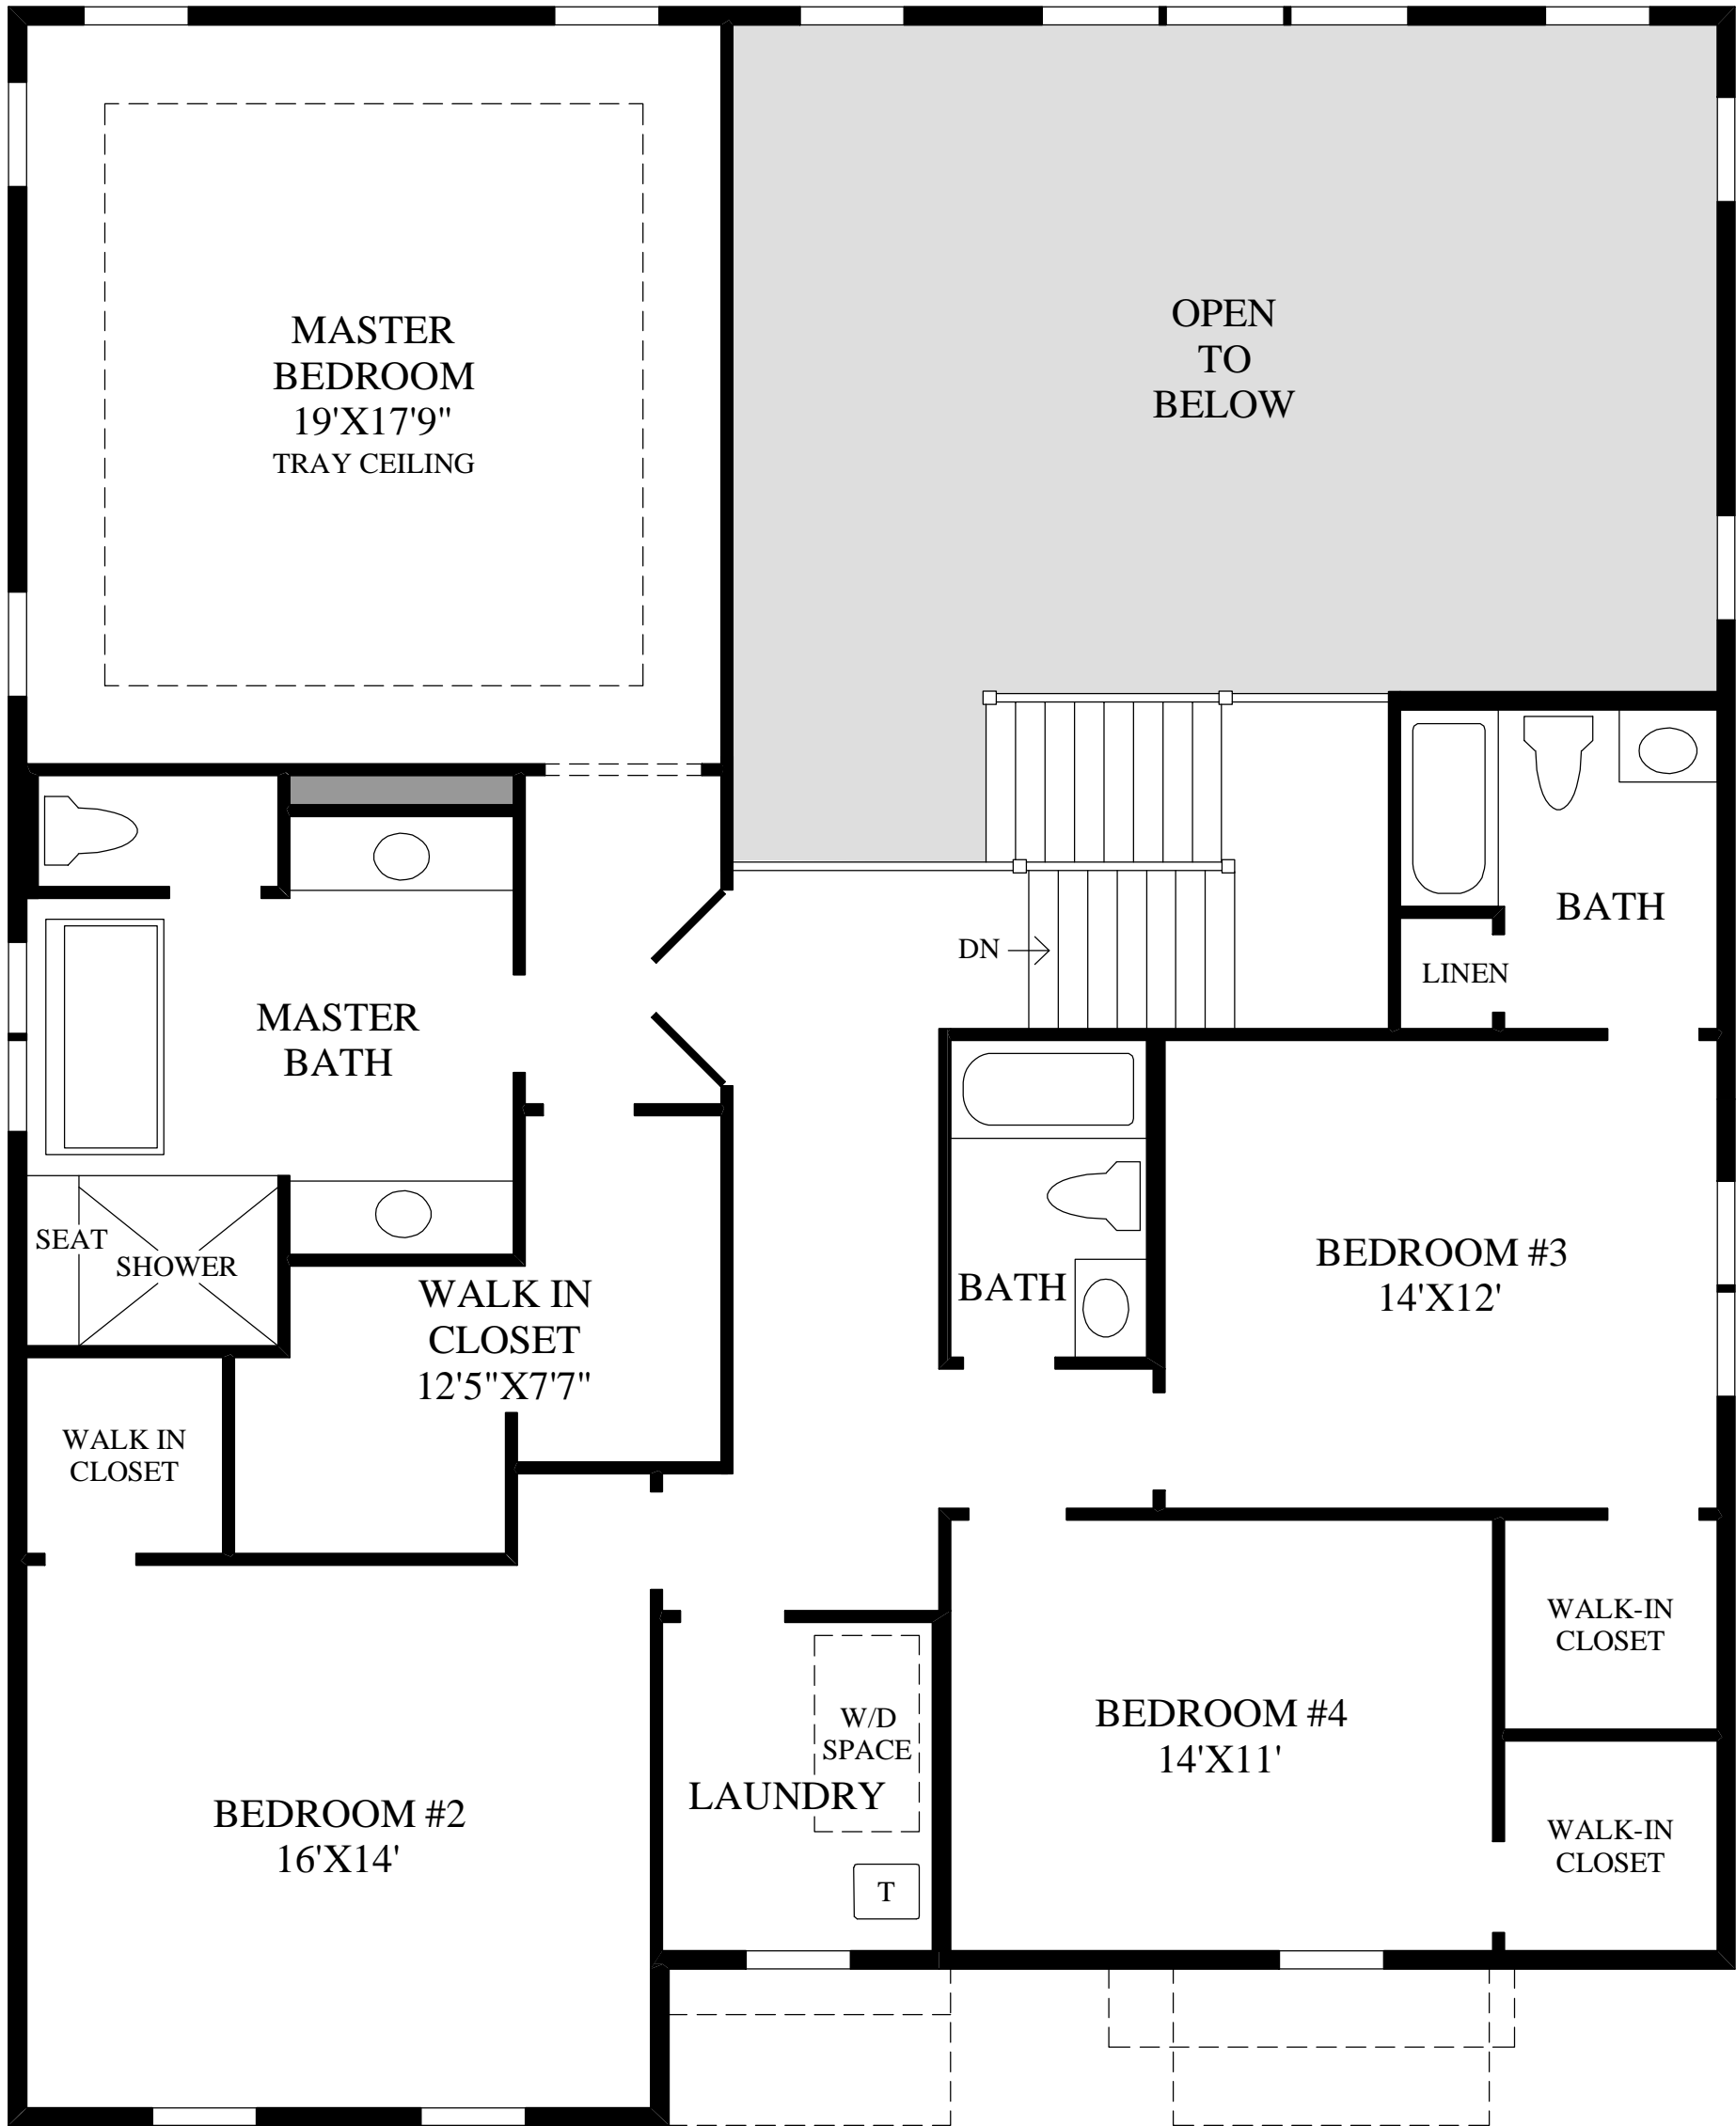 MASTER
BEDROOM
19'X17'9"
TRAY CEILING
OPEN
TO
BELOW
BATH
LINEN
DN
MASTER
BATH
SEAT
SHOWER
WALK IN
CLOSET
12'5"X7'7"
BATH
BEDROOM #3
14'X12'
WALK IN
CLOSET
WALK-IN
CLOSET
W/D
SPACE
LAUNDRY
T
BEDROOM #4
14'X11'
BEDROOM #2
16'X14'
WALK-IN
CLOSET